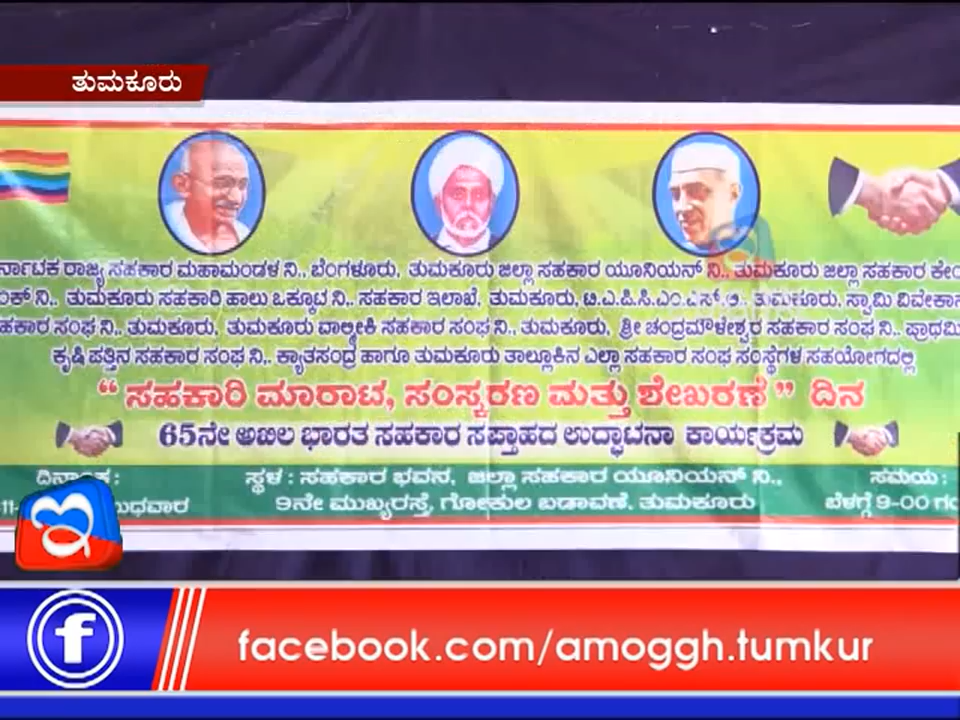 ತುಮಕೂರು
ರ್ನಾಟಕ ರಾಜ್ಯ ಸಹಕಾರ ಮಹಾಮಂಡಳ ನಿ., ಬೆಂಗಳೂರು, ತುಮಕೂರು ಜಿಲ್ಲಾ ಸಹಕಾರ ಯೂನಿಯನ್ ನಿ., ತುಮಕೂರು ಜಿಲ್ಲಾ ಸಹಕಾರ ಕೇಂ
ಂಕ್ ನಿ., ತುಮಕೂರು ಸಹಕಾರಿ ಹಾಲು ಒಕ್ಕೂಟ ನಿ., ಸಹಕಾರ ಇಲಾಖೆ, ತುಮಕೂರು, ಟಿ.ಎ.ಪಿ.ಸಿ.ಎಂ.ಎಸ್.ಲಿ., ತುಮಕೂರು, ಸ್ವಾಮಿ ವಿವೇಕಾನ
ಹಕಾರ ಸಂಘ ನಿ., ತುಮಕೂರು, ತುಮಕೂರು ವಾಲ್ಮೀಕಿ ಸಹಕಾರ ಸಂಘ ನಿ., ತುಮಕೂರು, ಶ್ರೀ ಚಂದ್ರಮೌಳೇಶ್ವರ ಸಹಕಾರ ಸಂಘ ನಿ., ಪ್ರಾಥಮಿ
ಕೃಷಿ ಪತ್ತಿನ ಸಹಕಾರ ಸಂಘ ನಿ., ಕ್ಯಾತಸಂದ್ರ ಹಾಗೂ ತುಮಕೂರು ತಾಲ್ಲೂಕಿನ ಎಲ್ಲಾ ಸಹಕಾರ ಸಂಘ ಸಂಸ್ಥೆಗಳ ಸಹಯೋಗದಲ್ಲಿ
“ ಸಹಕಾರಿ ಮಾರಾಟ, ಸಂಸ್ಕರಣ ಮತ್ತು ಶೇಖರಣೆ ” ದಿನ
65ನೇ ಅಖಿಲ ಭಾರತ ಸಹಕಾರ ಸಪ್ತಾಹದ ಉದ್ಘಾಟನಾ ಕಾರ್ಯಕ್ರಮ
ದಿನಾಂಕ : ಸ್ಥಳ : ಸಹಕಾರ ಭವನ, ಜಿಲ್ಲಾ ಸಹಕಾರ ಯೂನಿಯನ್ ನಿ., ಸಮಯ :
11- ಬುಧವಾರ 9ನೇ ಮುಖ್ಯರಸ್ತೆ, ಗೋಕುಲ ಬಡಾವಣೆ, ತುಮಕೂರು ಬೆಳಗ್ಗೆ 9-00 ಗಂ
ಇ
facebook.com/amoggh.tumkur